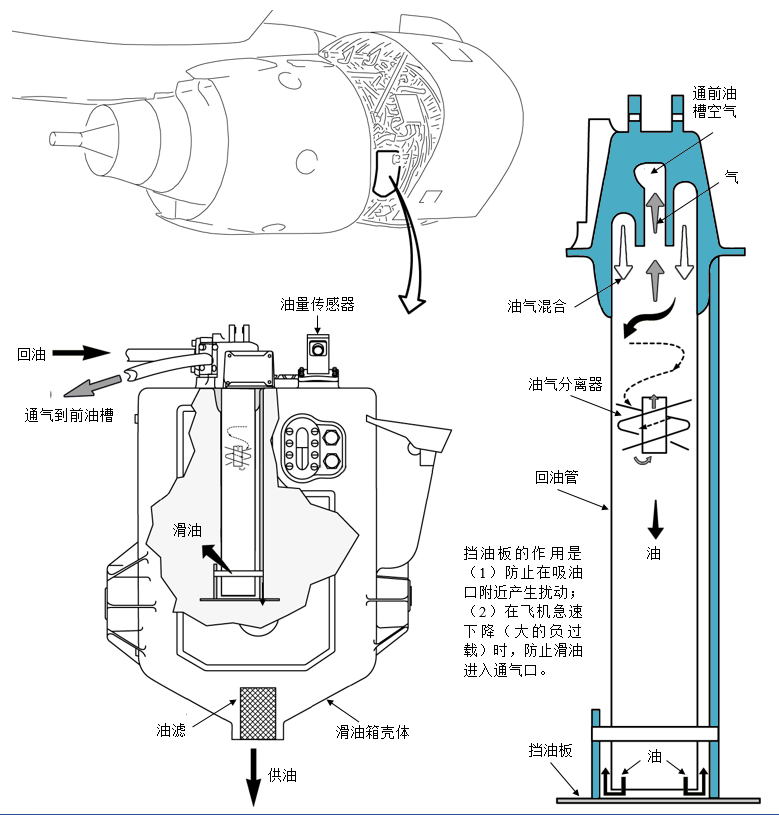 通前油
槽空气
气
油气混合
油量传感器
回油
通气到前油槽
油气分离器
回油管
滑油
油
挡油板的作用是
（1）防止在吸油
口附近产生扰动；
（2）在飞机急速
下降（大的负过
载）时，防止滑油
进入通气口。
油滤
滑油箱壳体
供油
挡油板
油